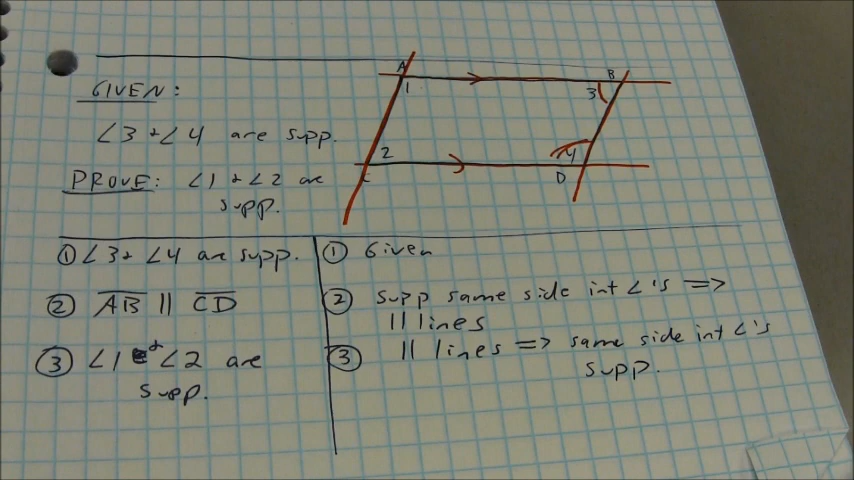 GIVEN:
∠3 + ∠4 are supp.
PROVE: ∠1 + ∠2 are
supp.
A
B
1
3
2
4
C
D
① ∠3 + ∠4 are supp.
① Given
② AB || CD
② supp same side int ∠'s =>
|| lines
③ ∠1 + ∠2 are
supp.
③ || lines => same side int ∠'s
supp.